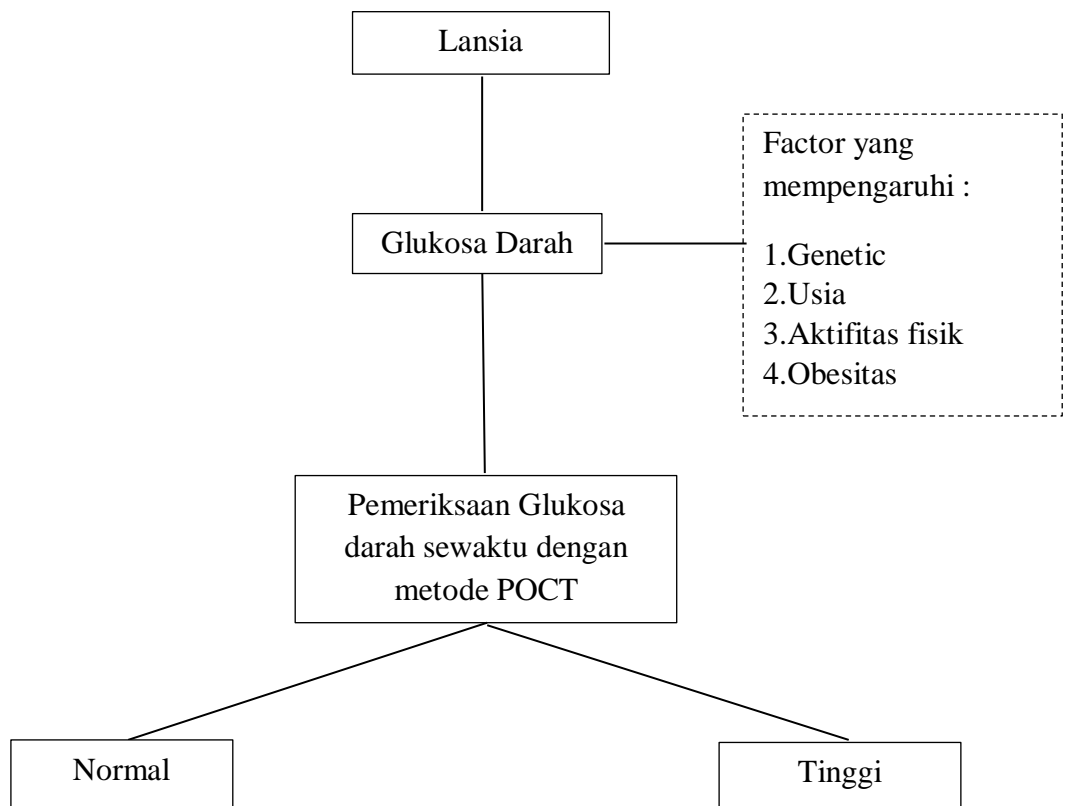 Lansia
Factor yang
mempengaruhi :
Glukosa Darah
1.Genetic
2.Usia
3.Aktifitas fisik
4.Obesitas
Pemeriksaan Glukosa
darah sewaktu dengan
metode POCT
Normal
Tinggi